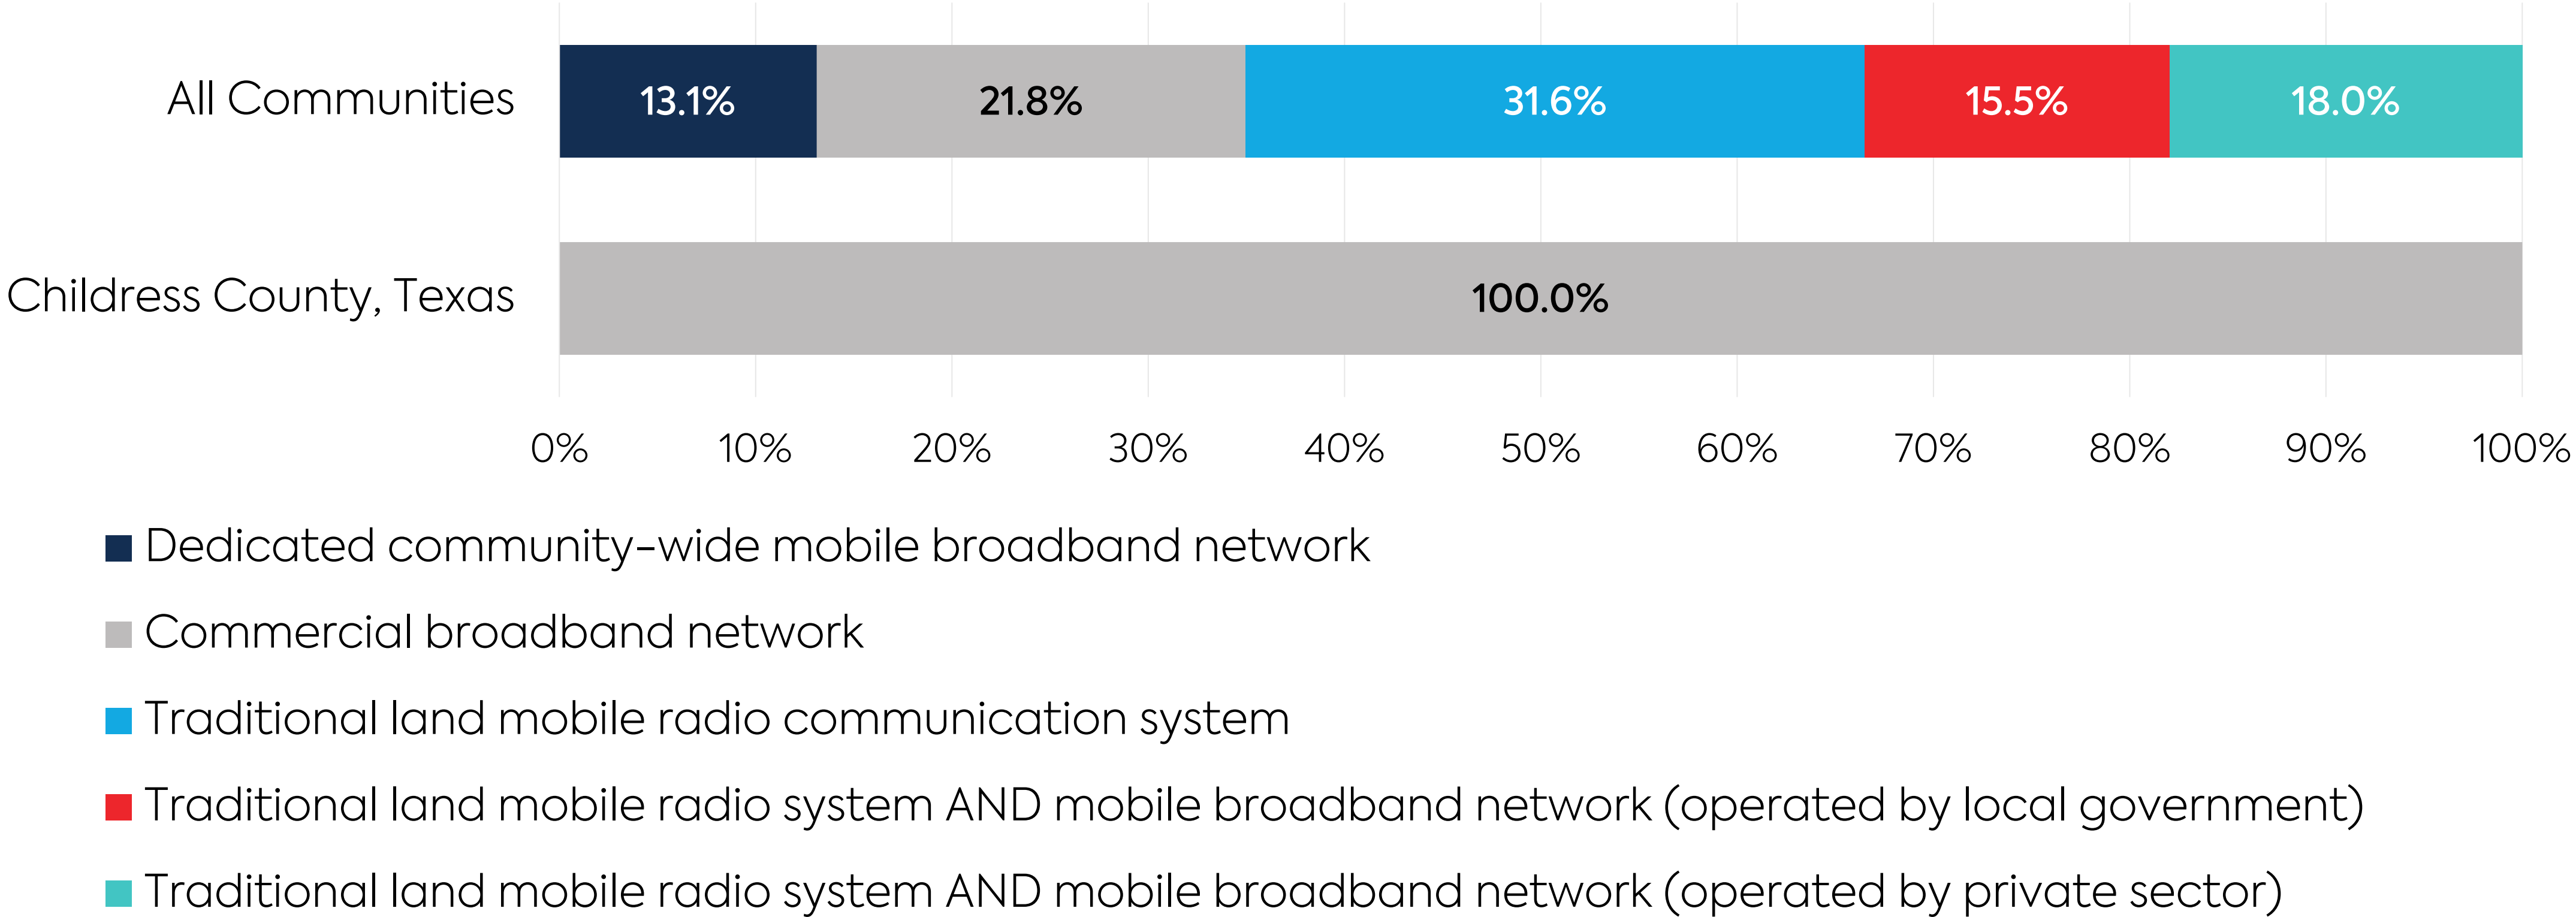 All Communities
13.1% 21.8% 31.6% 15.5% 18.0%
Childress County, Texas
100.0%
0% 10% 20% 30% 40% 50% 60% 70% 80% 90% 100%
Dedicated community-wide mobile broadband network
Commercial broadband network
Traditional land mobile radio communication system
Traditional land mobile radio system AND mobile broadband network (operated by local government)
Traditional land mobile radio system AND mobile broadband network (operated by private sector)